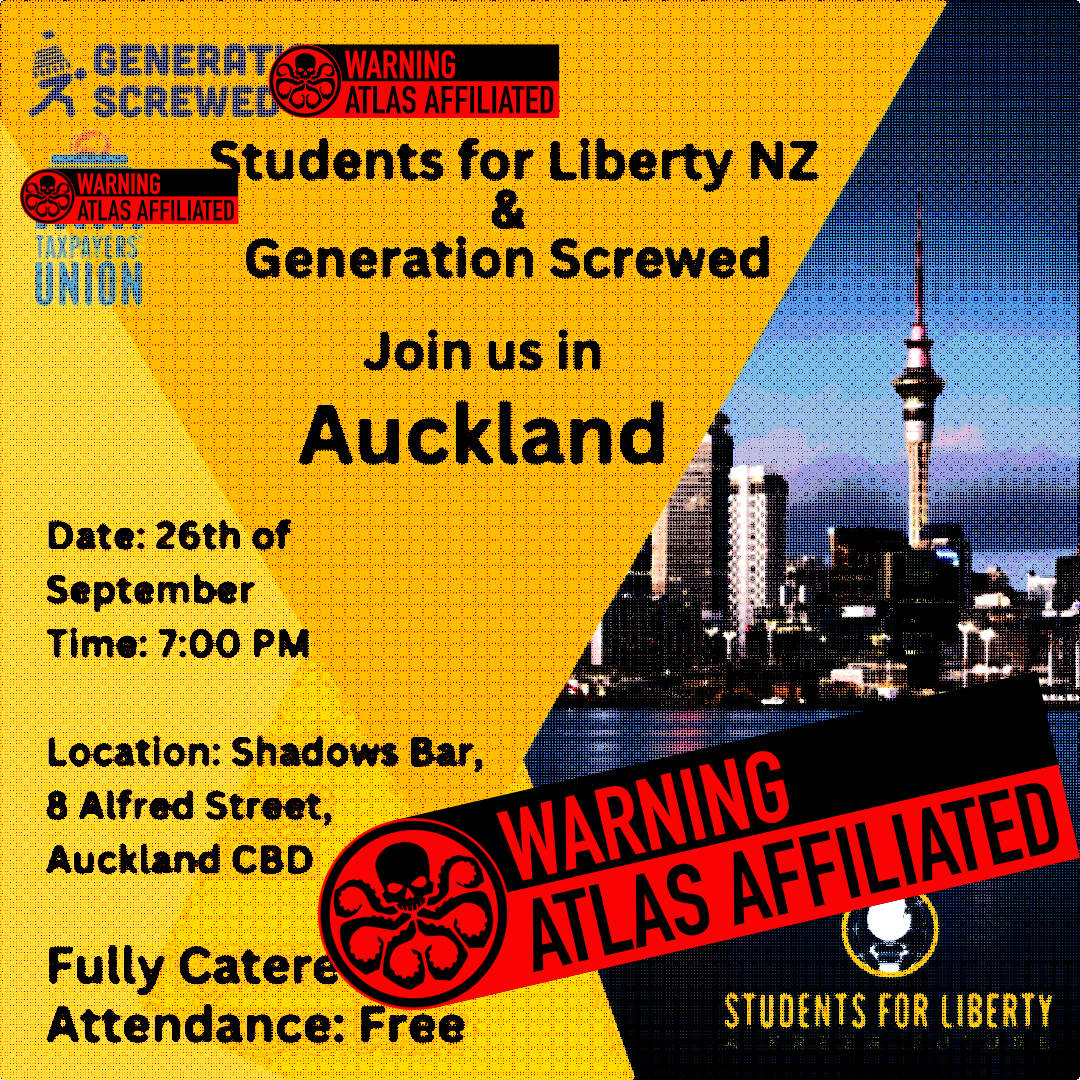 GENERATI
SCREWED
WARNING
ATLAS AFFILIATED
WARNING
ATLAS AFFILIATED
TAXPAYERS'
UNION
Students for Liberty NZ
&
Generation Screwed
Join us in
Auckland
Date: 26th of
September
Time: 7:00 PM
Location: Shadows Bar,
8 Alfred Street,
Auckland CBD
WARNING
ATLAS AFFILIATED
Fully Catere
Attendance: Free
STUDENTS FOR LIBERTY